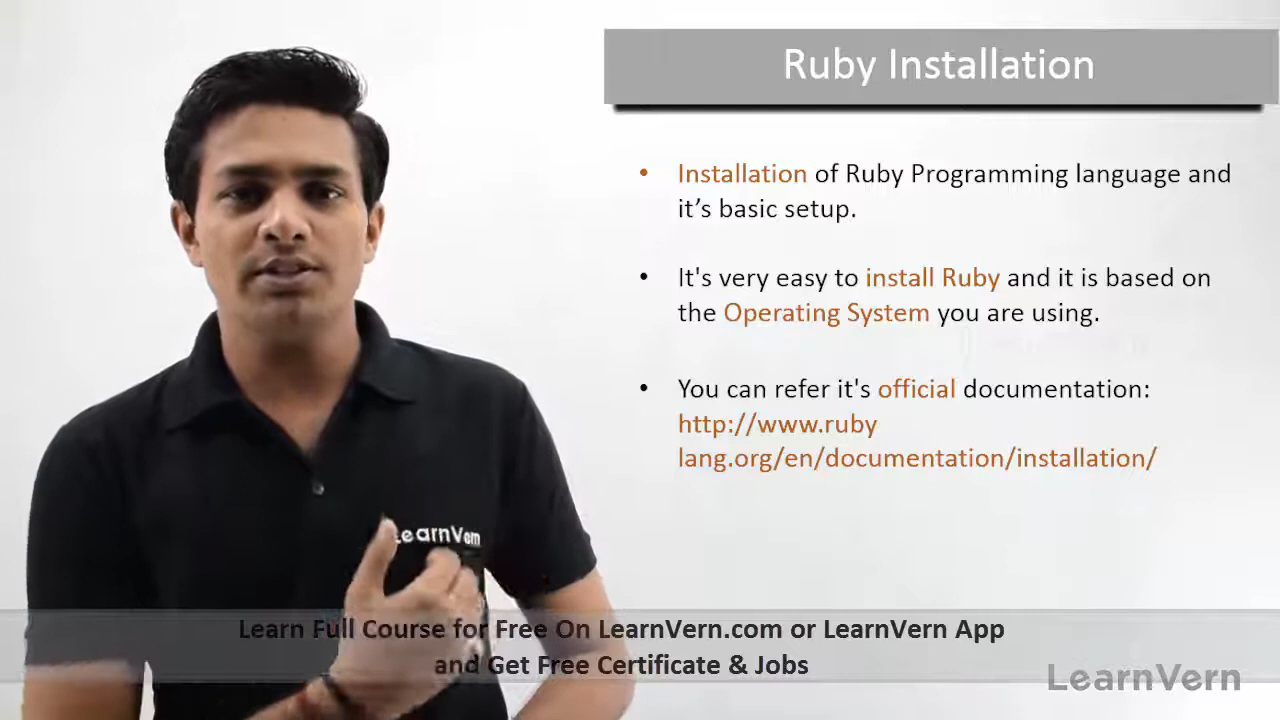 Ruby Installation
• Installation of Ruby Programming language and
it’s basic setup.
• It's very easy to install Ruby and it is based on
the Operating System you are using.
• You can refer it's official documentation:
http://www.ruby
lang.org/en/documentation/installation/
LearnVern
Learn Full Course for Free On LearnVern.com or LearnVern App
and Get Free Certificate & Jobs
LearnVern